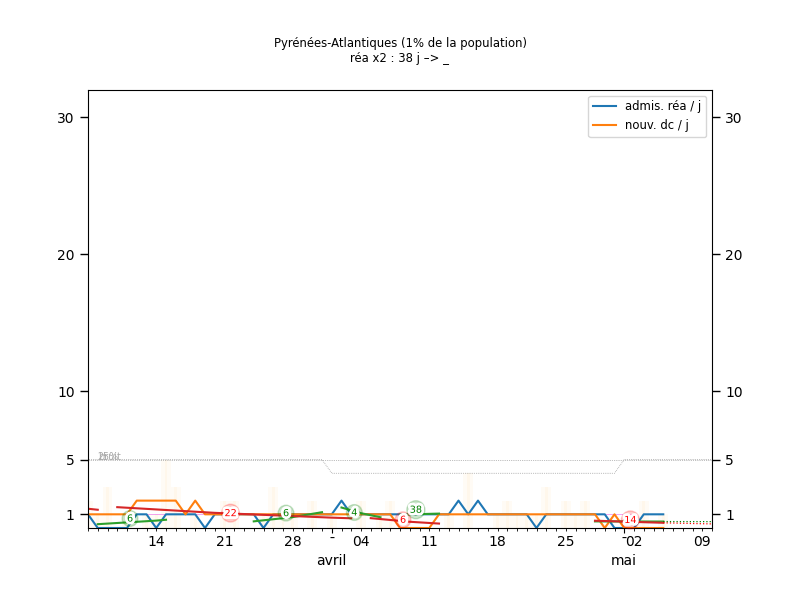 Pyrénées-Atlantiques (1% de la population)
réa x2 : 38 j –> _
admis. réa / j
nouv. dc / j
30 30
20 20
10 10
5 5
1 1
6 22 6 4 6 38 14
14 21 28 04 11 18 25 02 09
avril mai